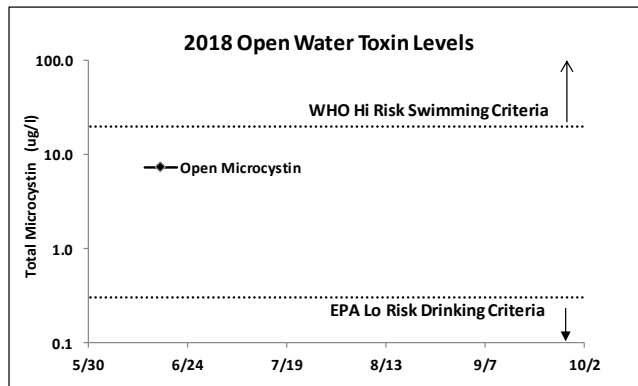 2018 Open Water Toxin Levels
Total Microcystin (ug/l)
100.0
10.0
1.0
0.1
WHO Hi Risk Swimming Criteria
Open Microcystin
EPA Lo Risk Drinking Criteria
5/30 6/24 7/19 8/13 9/7 10/2